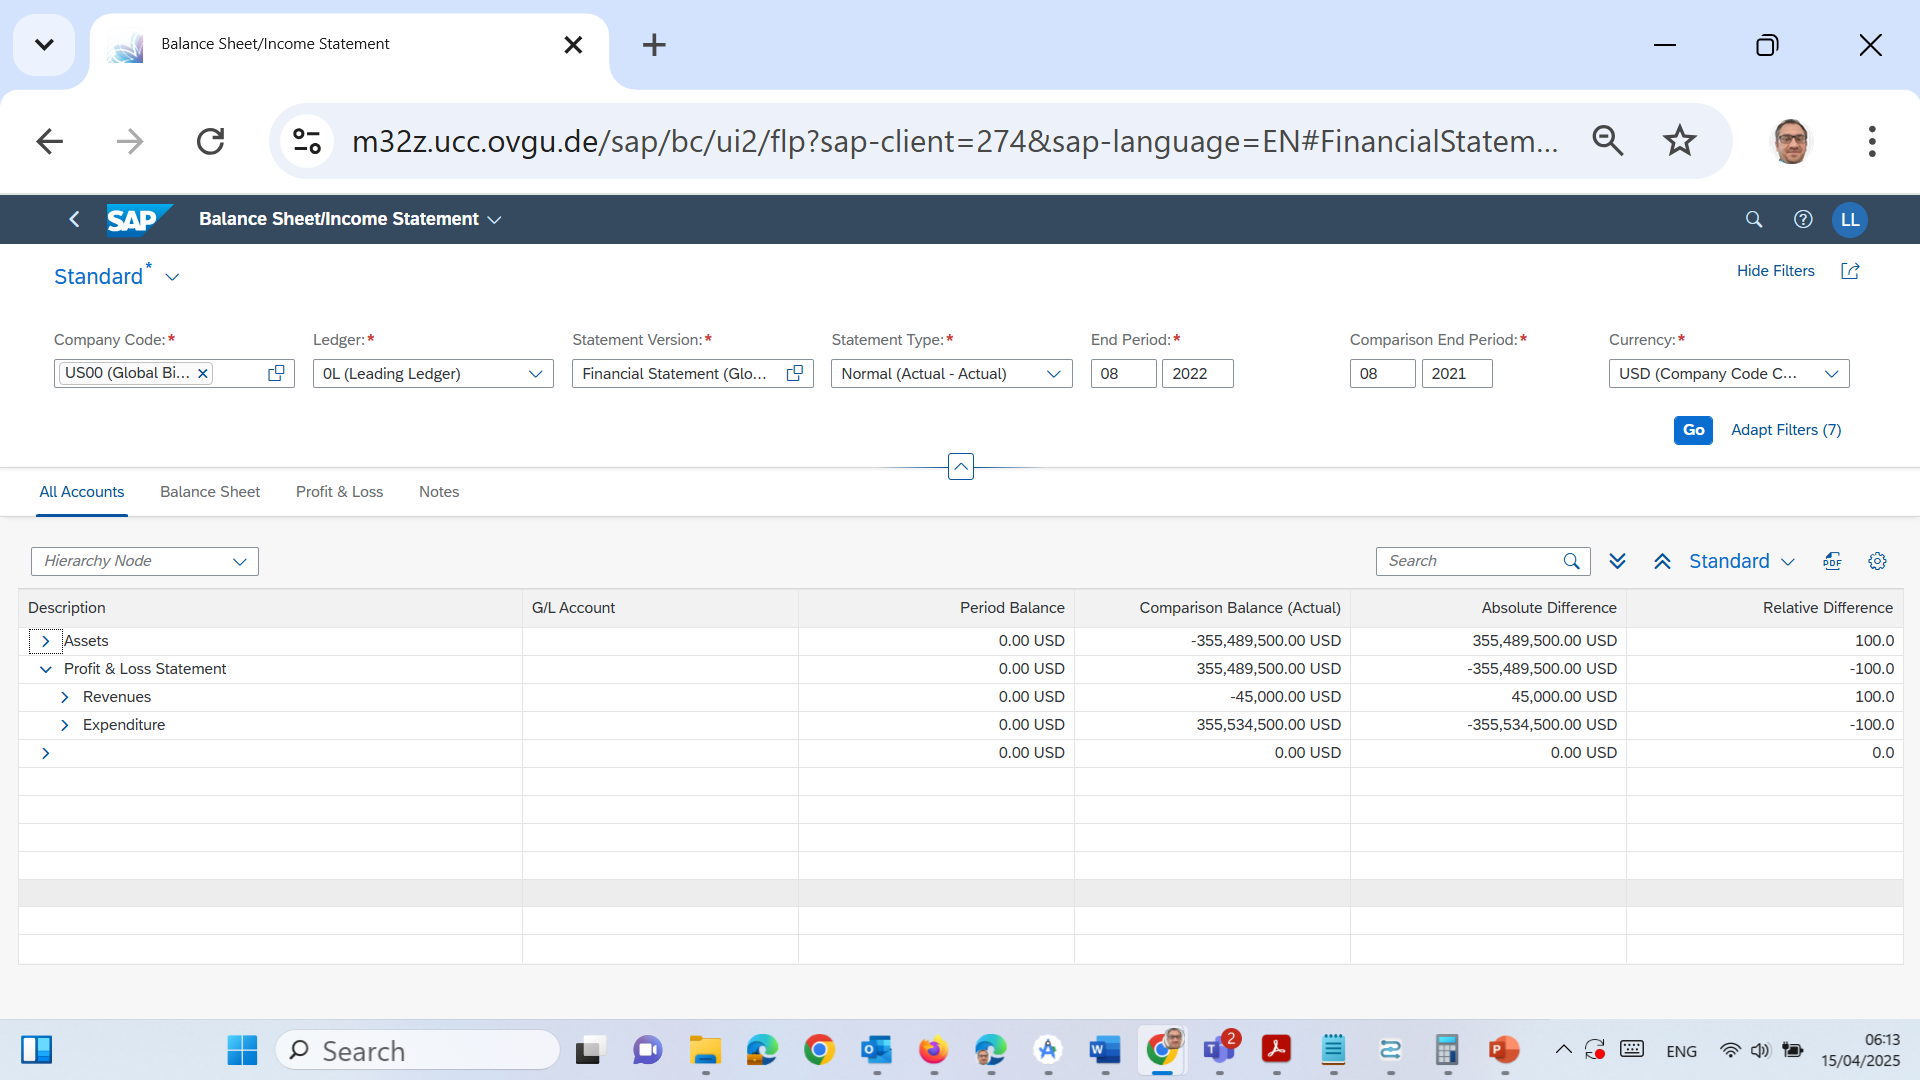 Balance Sheet/Income Statement
m32z.ucc.ovgu.de/sap/bc/ui2/flp?sap-client=274&sap-language=EN#FinancialStatem...
SAP Balance Sheet/Income Statement LL
Standard* Hide Filters
Company Code:* Ledger:* Statement Version:* Statement Type:* End Period:* Comparison End Period:* Currency:*
US00 (Global Bi... 0L (Leading Ledger) Financial Statement (Glo... Normal (Actual - Actual) 08 2022 08 2021 USD (Company Code C...
Go Adapt Filters (7)
All Accounts Balance Sheet Profit & Loss Notes
Hierarchy Node Search Standard PDF
Description G/L Account Period Balance Comparison Balance (Actual) Absolute Difference Relative Difference
Assets 0.00 USD -355,489,500.00 USD 355,489,500.00 USD 100.0
Profit & Loss Statement 0.00 USD 355,489,500.00 USD -355,489,500.00 USD -100.0
Revenues 0.00 USD -45,000.00 USD 45,000.00 USD 100.0
Expenditure 0.00 USD 355,534,500.00 USD -355,534,500.00 USD -100.0
0.00 USD 0.00 USD 0.00 USD 0.0
Search 2 ENG 06:13
15/04/2025